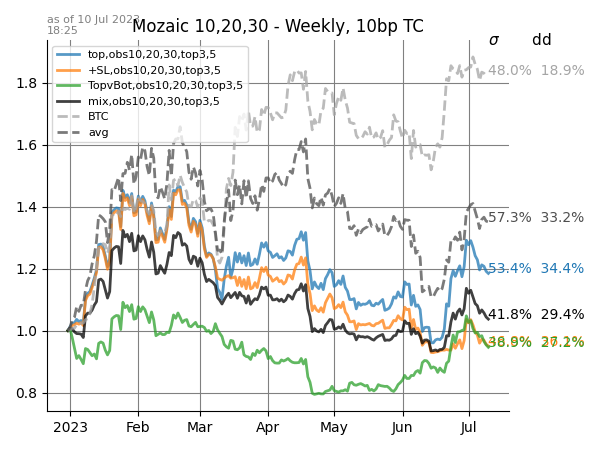 as of 10 Jul 2023
18:25
Mozaic 10,20,30 - Weekly, 10bp TC
σ dd
top,obs10,20,30,top3,5
+SL,obs10,20,30,top3,5
TopvBot,obs10,20,30,top3,5
mix,obs10,20,30,top3,5
BTC
avg
48.0% 18.9%
57.3% 33.2%
53.4% 34.4%
41.8% 29.4%
1.8
1.6
1.4
1.2
1.0
0.8
2023 Feb Mar Apr May Jun Jul